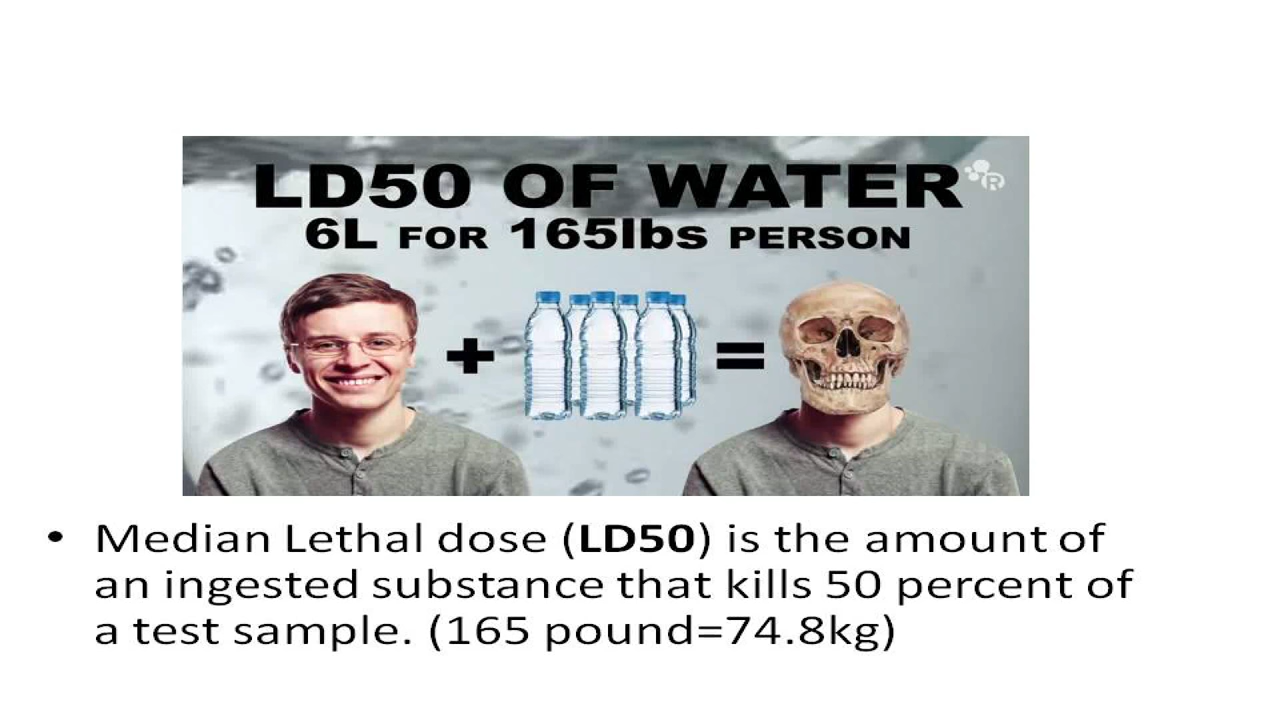 LD50 OF WATER
R
6L FOR 165lbs PERSON
+ =
• Median Lethal dose (LD50) is the amount of
an ingested substance that kills 50 percent of
a test sample. (165 pound=74.8kg)